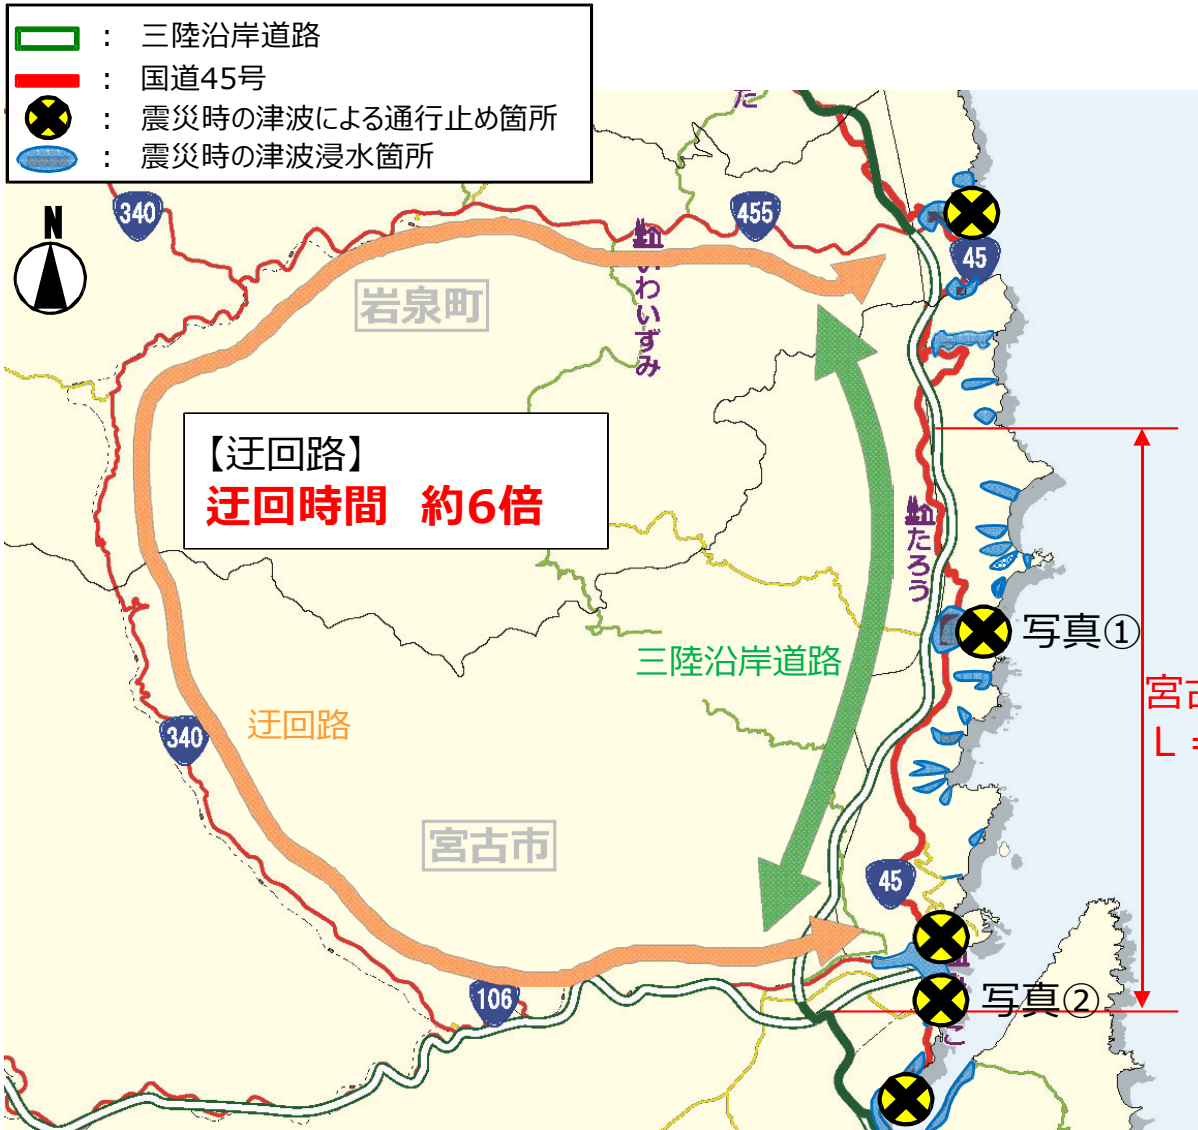 ： 三陸沿岸道路
： 国道45号
： 震災時の津波による通行止め箇所
： 震災時の津波浸水箇所
N
340
455
45
岩泉町
いわいずみ
【迂回路】
迂回時間 約6倍
たろう
写真①
三陸沿岸道路
宮古
L=
迂回路
340
宮古市
45
106
写真②